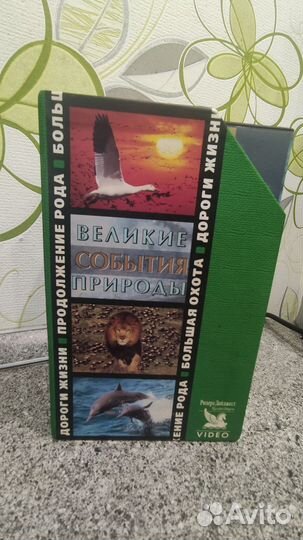 ВЕЛИКИЕ
СОБЫТИЯ
ПРИРОДЫ
ДОРОГИ ЖИЗНИ ПРОДОЛЖЕНИЕ РОДА БОЛЬШ
ЕНИЕ РОДА БОЛЬШАЯ ОХОТА ДОРОГИ ЖИЗНИ
Ридерз Дайджест
VIDEO
Avito